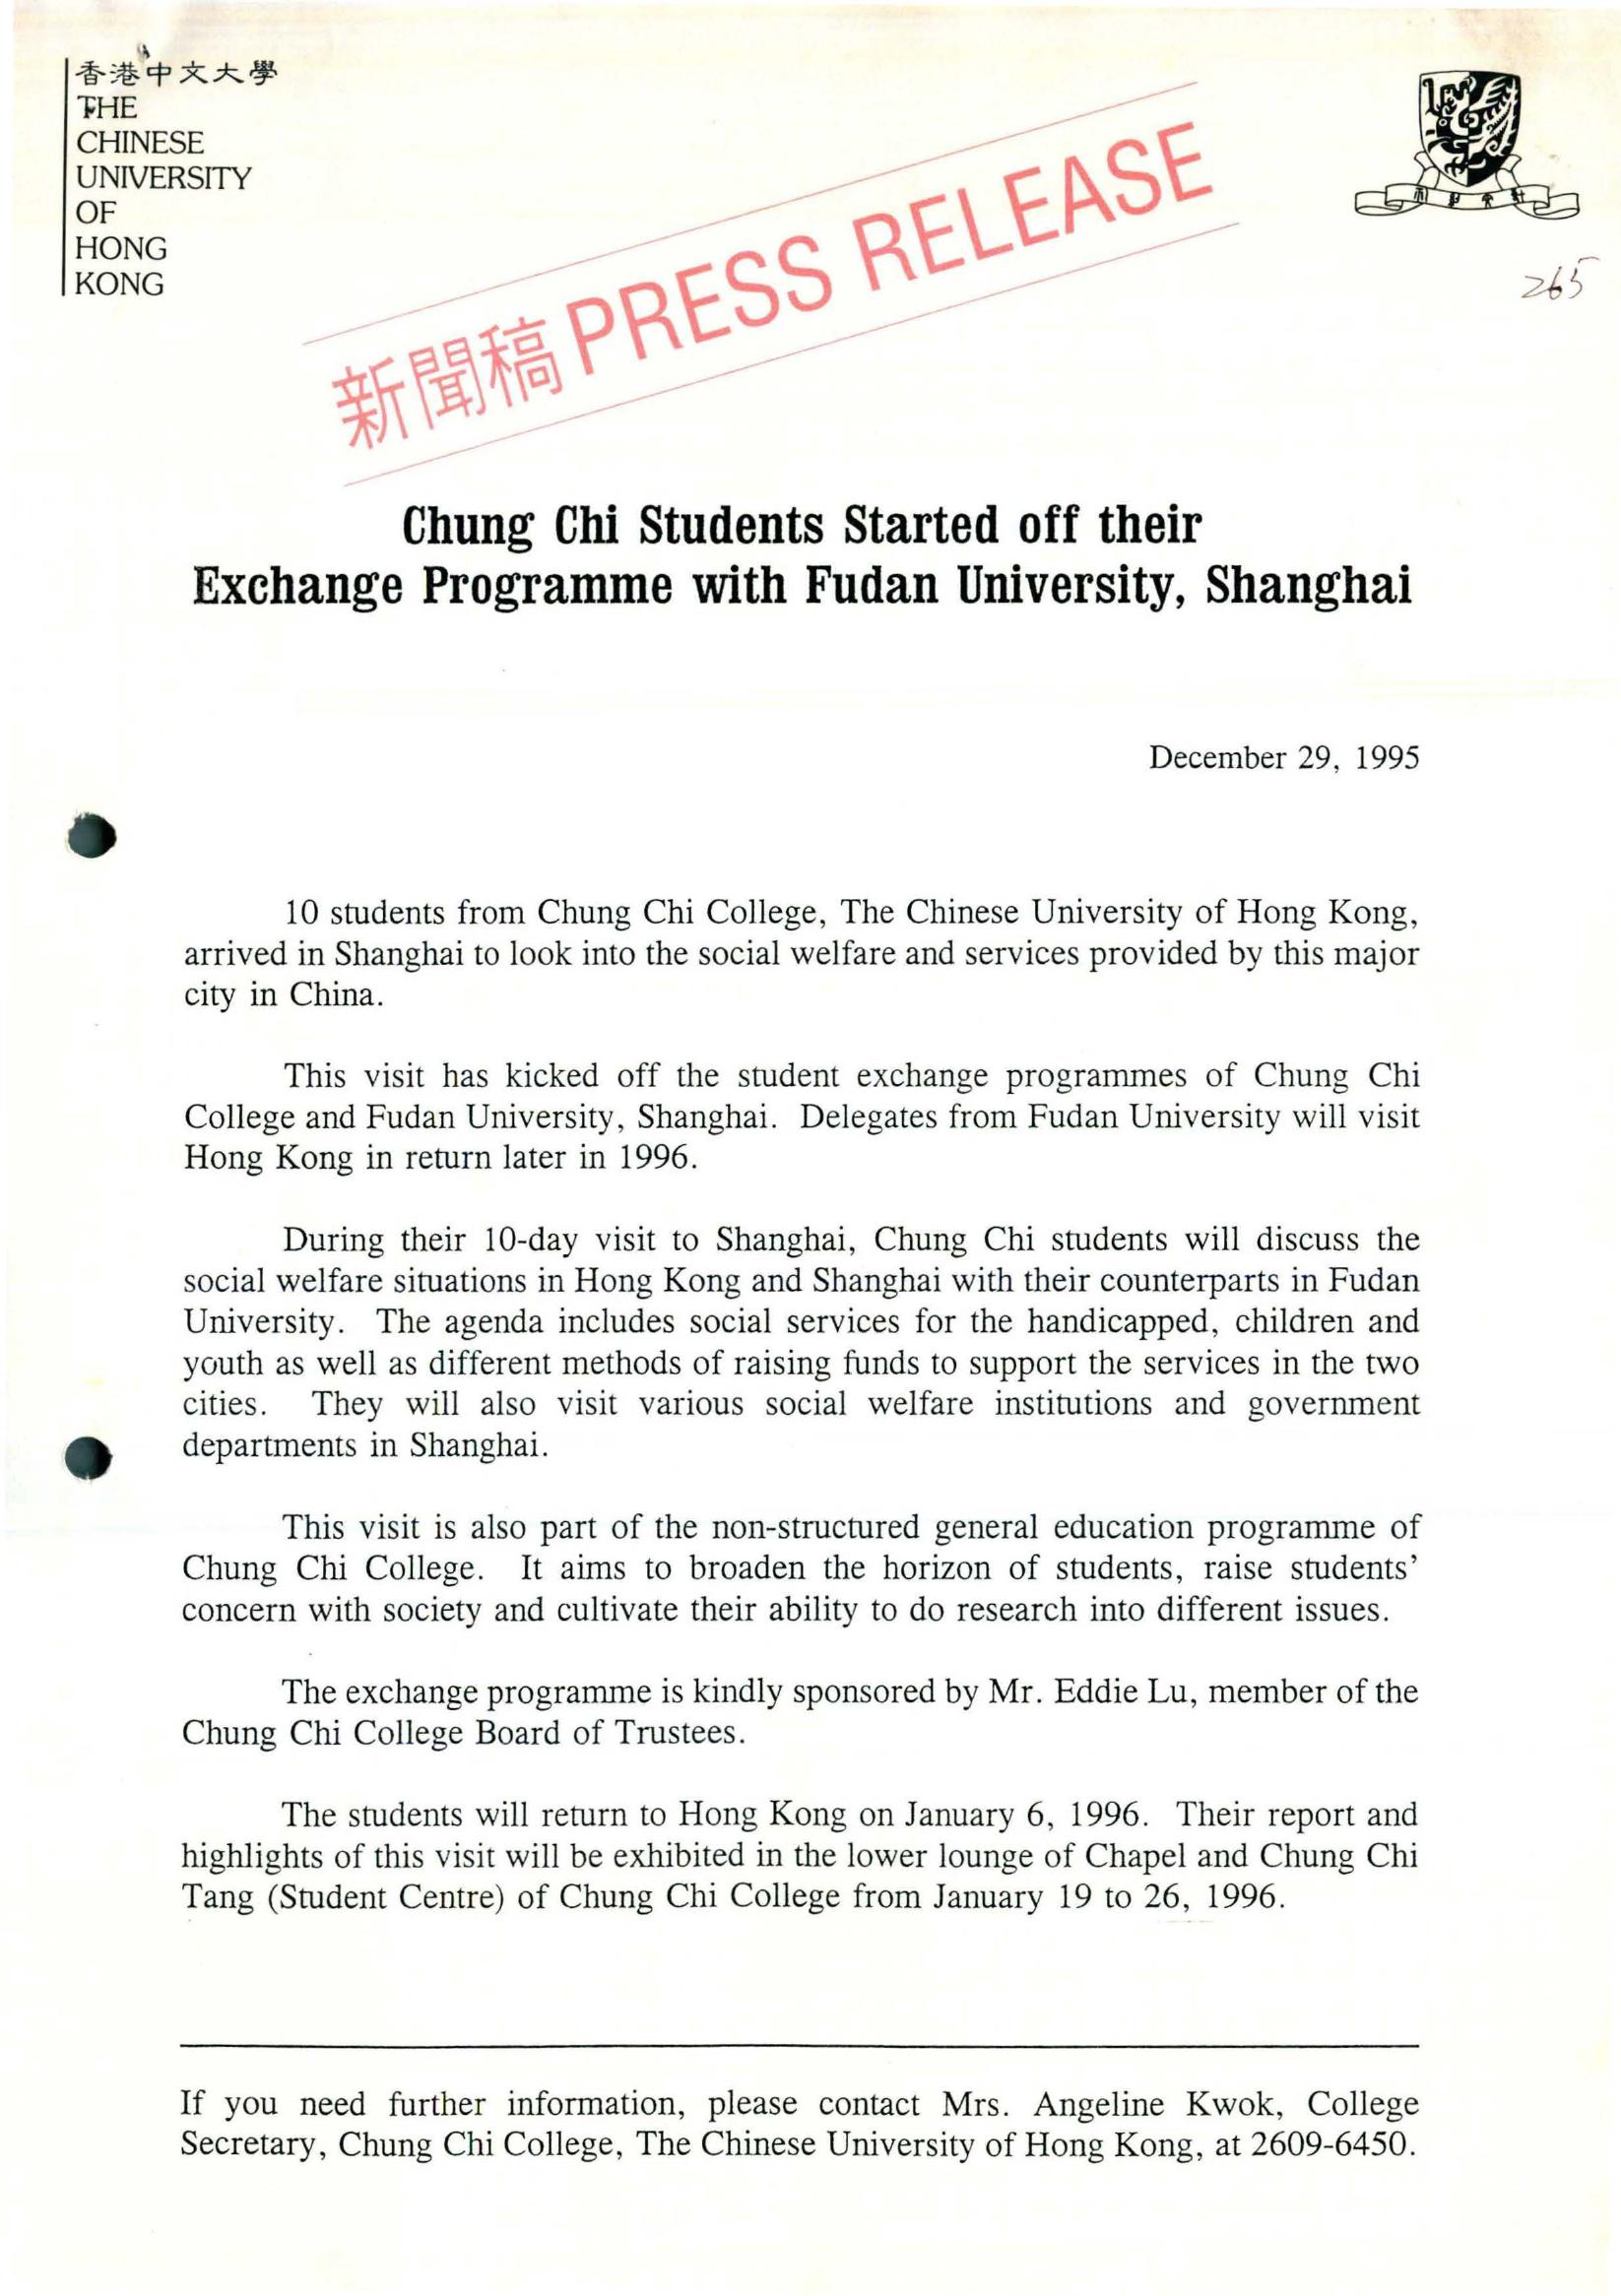 香港中文大學
THE
CHINESE
UNIVERSITY
OF
HONG
KONG
新聞稿 PRESS RELEASE
265
Chung Chi Students Started off their
Exchange Programme with Fudan University, Shanghai
December 29, 1995
10 students from Chung Chi College, The Chinese University of Hong Kong,
arrived in Shanghai to look into the social welfare and services provided by this major
city in China.
This visit has kicked off the student exchange programmes of Chung Chi
College and Fudan University, Shanghai. Delegates from Fudan University will visit
Hong Kong in return later in 1996.
During their 10-day visit to Shanghai, Chung Chi students will discuss the
social welfare situations in Hong Kong and Shanghai with their counterparts in Fudan
University. The agenda includes social services for the handicapped, children and
youth as well as different methods of raising funds to support the services in the two
cities. They will also visit various social welfare institutions and government
departments in Shanghai.
This visit is also part of the non-structured general education programme of
Chung Chi College. It aims to broaden the horizon of students, raise students'
concern with society and cultivate their ability to do research into different issues.
The exchange programme is kindly sponsored by Mr. Eddie Lu, member of the
Chung Chi College Board of Trustees.
The students will return to Hong Kong on January 6, 1996. Their report and
highlights of this visit will be exhibited in the lower lounge of Chapel and Chung Chi
Tang (Student Centre) of Chung Chi College from January 19 to 26, 1996.
If you need further information, please contact Mrs. Angeline Kwok, College
Secretary, Chung Chi College, The Chinese University of Hong Kong, at 2609-6450.